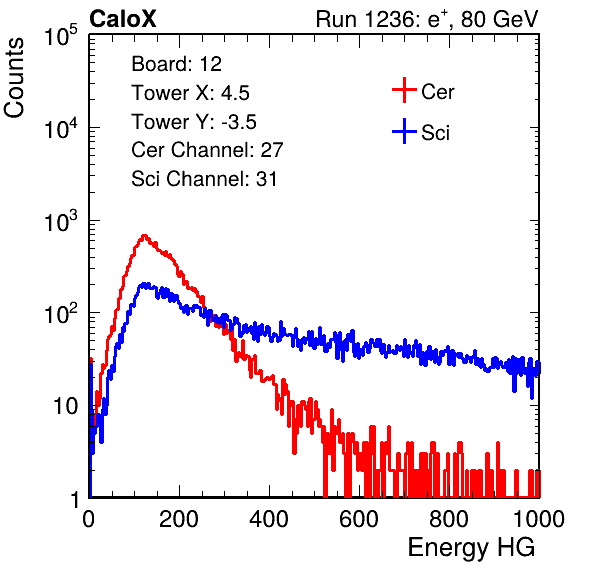 CaloX Run 1236: e⁺, 80 GeV
Board: 12
Tower X: 4.5
Tower Y: -3.5
Cer Channel: 27
Sci Channel: 31
Cer
Sci
Counts
10⁵
10⁴
10³
10²
10
1
0 200 400 600 800 1000
Energy HG